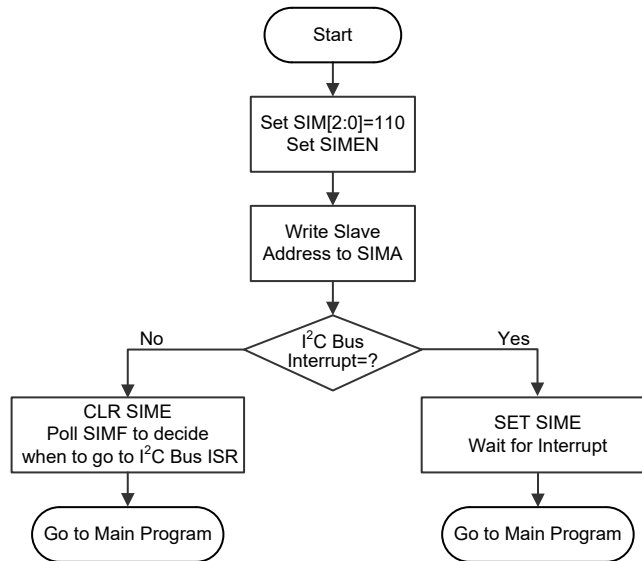 Start
Set SIM[2:0]=110
Set SIMEN
Write Slave
Address to SIMA
I²C Bus
Interrupt=?
No
Yes
CLR SIME
Poll SIMF to decide
when to go to I²C Bus ISR
SET SIME
Wait for Interrupt
Go to Main Program
Go to Main Program